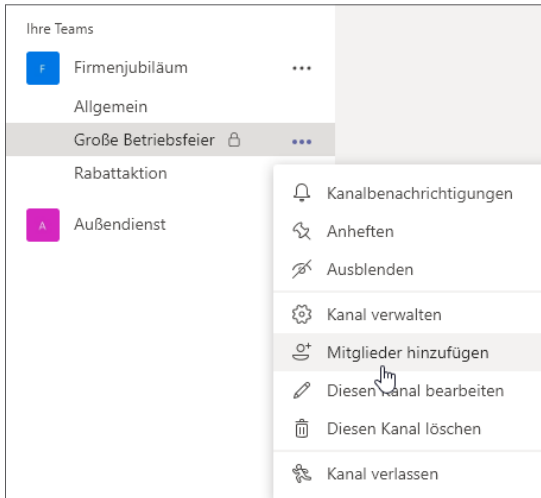 Ihre Teams
F Firmenjubiläum ...
Allgemein
Große Betriebsfeier ...
Rabattaktion
A Außendienst
Kanalbenachrichtigungen
Anheften
Ausblenden
Kanal verwalten
Mitglieder hinzufügen
Diesen Kanal bearbeiten
Diesen Kanal löschen
Kanal verlassen